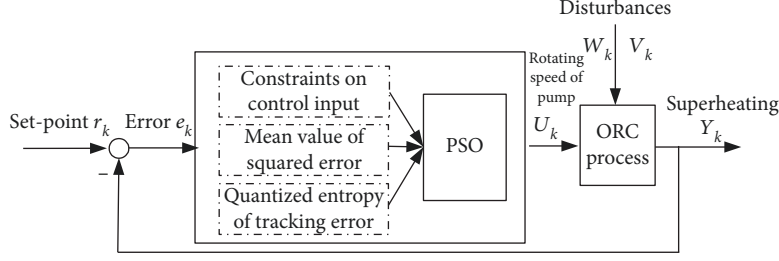 Disturbances
W_k V_k
Rotating
speed of
pump
U_k
Superheating
Y_k
Set-point r_k
Error e_k
Constraints on
control input
Mean value of
squared error
Quantized entropy
of tracking error
PSO
ORC
process
−